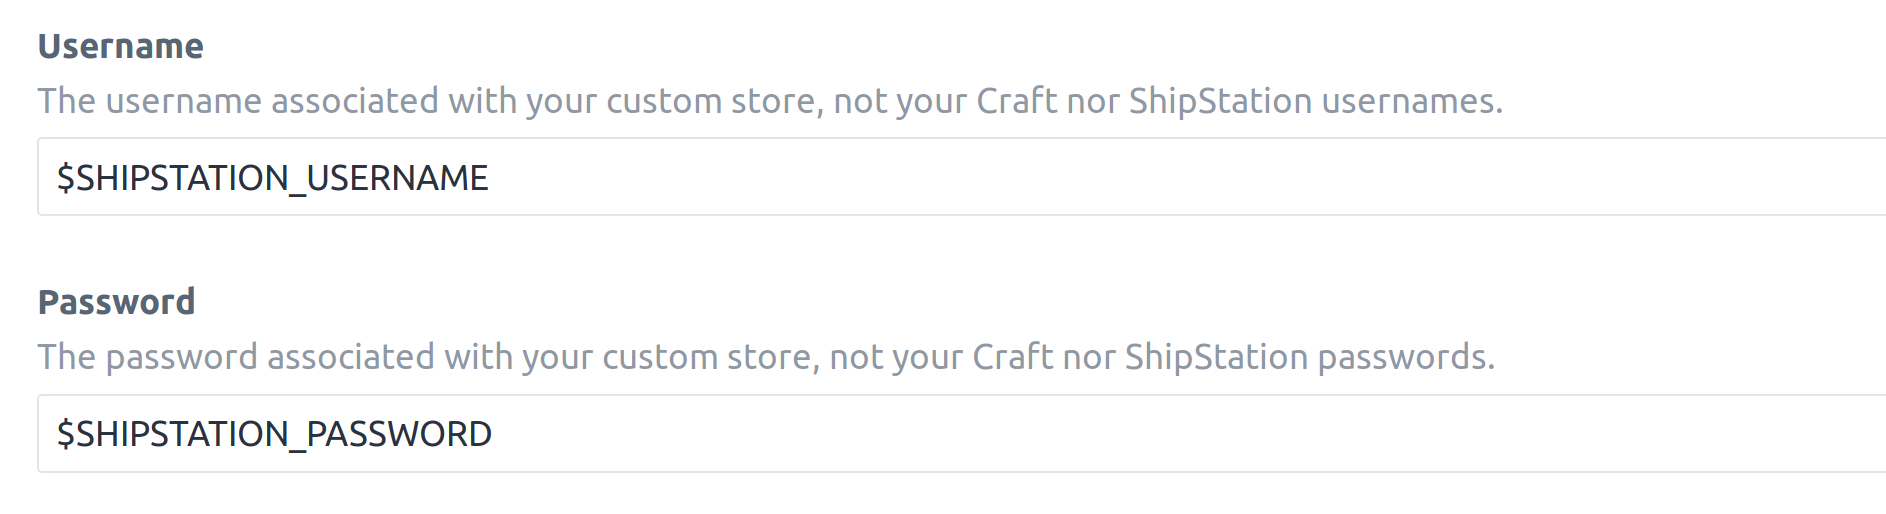 Username
The username associated with your custom store, not your Craft nor ShipStation usernames.
$SHIPSTATION_USERNAME
Password
The password associated with your custom store, not your Craft nor ShipStation passwords.
$SHIPSTATION_PASSWORD